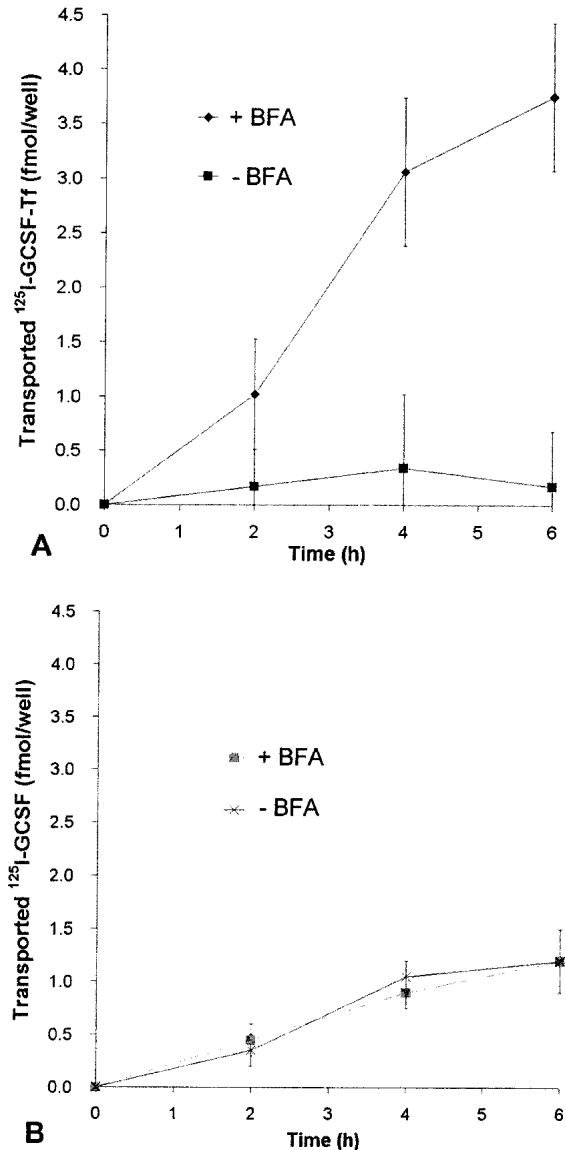 4.5
4.0
3.5
3.0
2.5
2.0
1.5
1.0
0.5
0.0
Transported ¹²⁵I-GCSF-Tf (fmol/well)
+ BFA
- BFA
0 1 2 3 4 5 6
Time (h)
A
4.5
4.0
3.5
3.0
2.5
2.0
1.5
1.0
0.5
0.0
Transported ¹²⁵I-GCSF (fmol/well)
+ BFA
- BFA
0 2 4 6
Time (h)
B